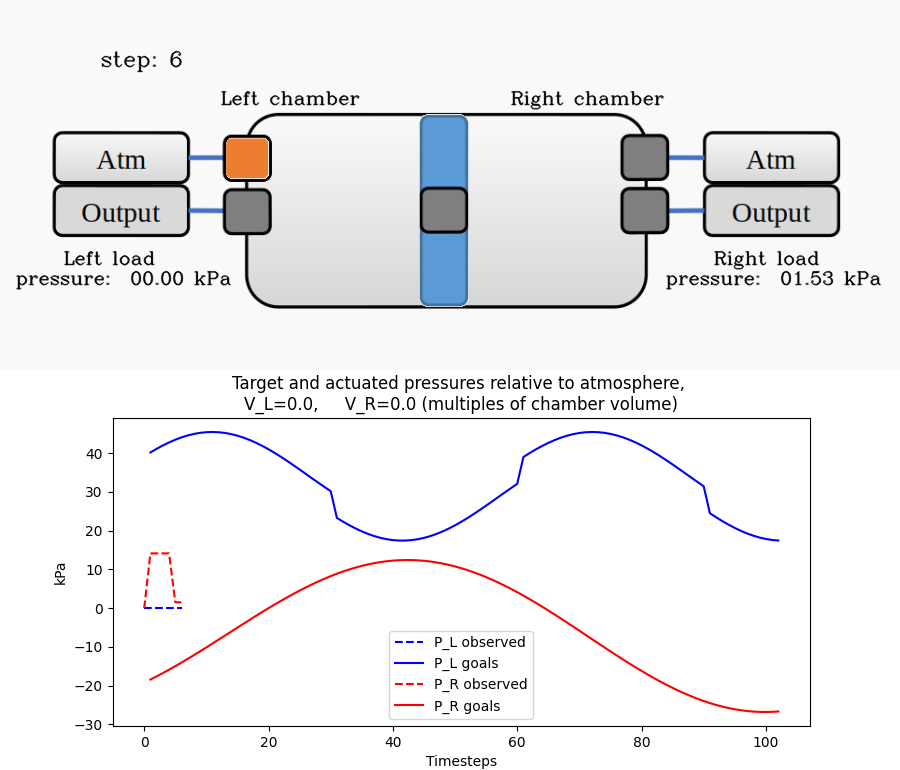 step: 6
Left chamber
Right chamber
Atm
Atm
Output
Output
Left load
pressure: 00.00 kPa
Right load
pressure: 01.53 kPa
Target and actuated pressures relative to atmosphere,
V_L=0.0, V_R=0.0 (multiples of chamber volume)
kPa
40
30
20
10
0
−10
−20
−30
P_L observed
P_L goals
P_R observed
P_R goals
0 20 40 60 80 100
Timesteps